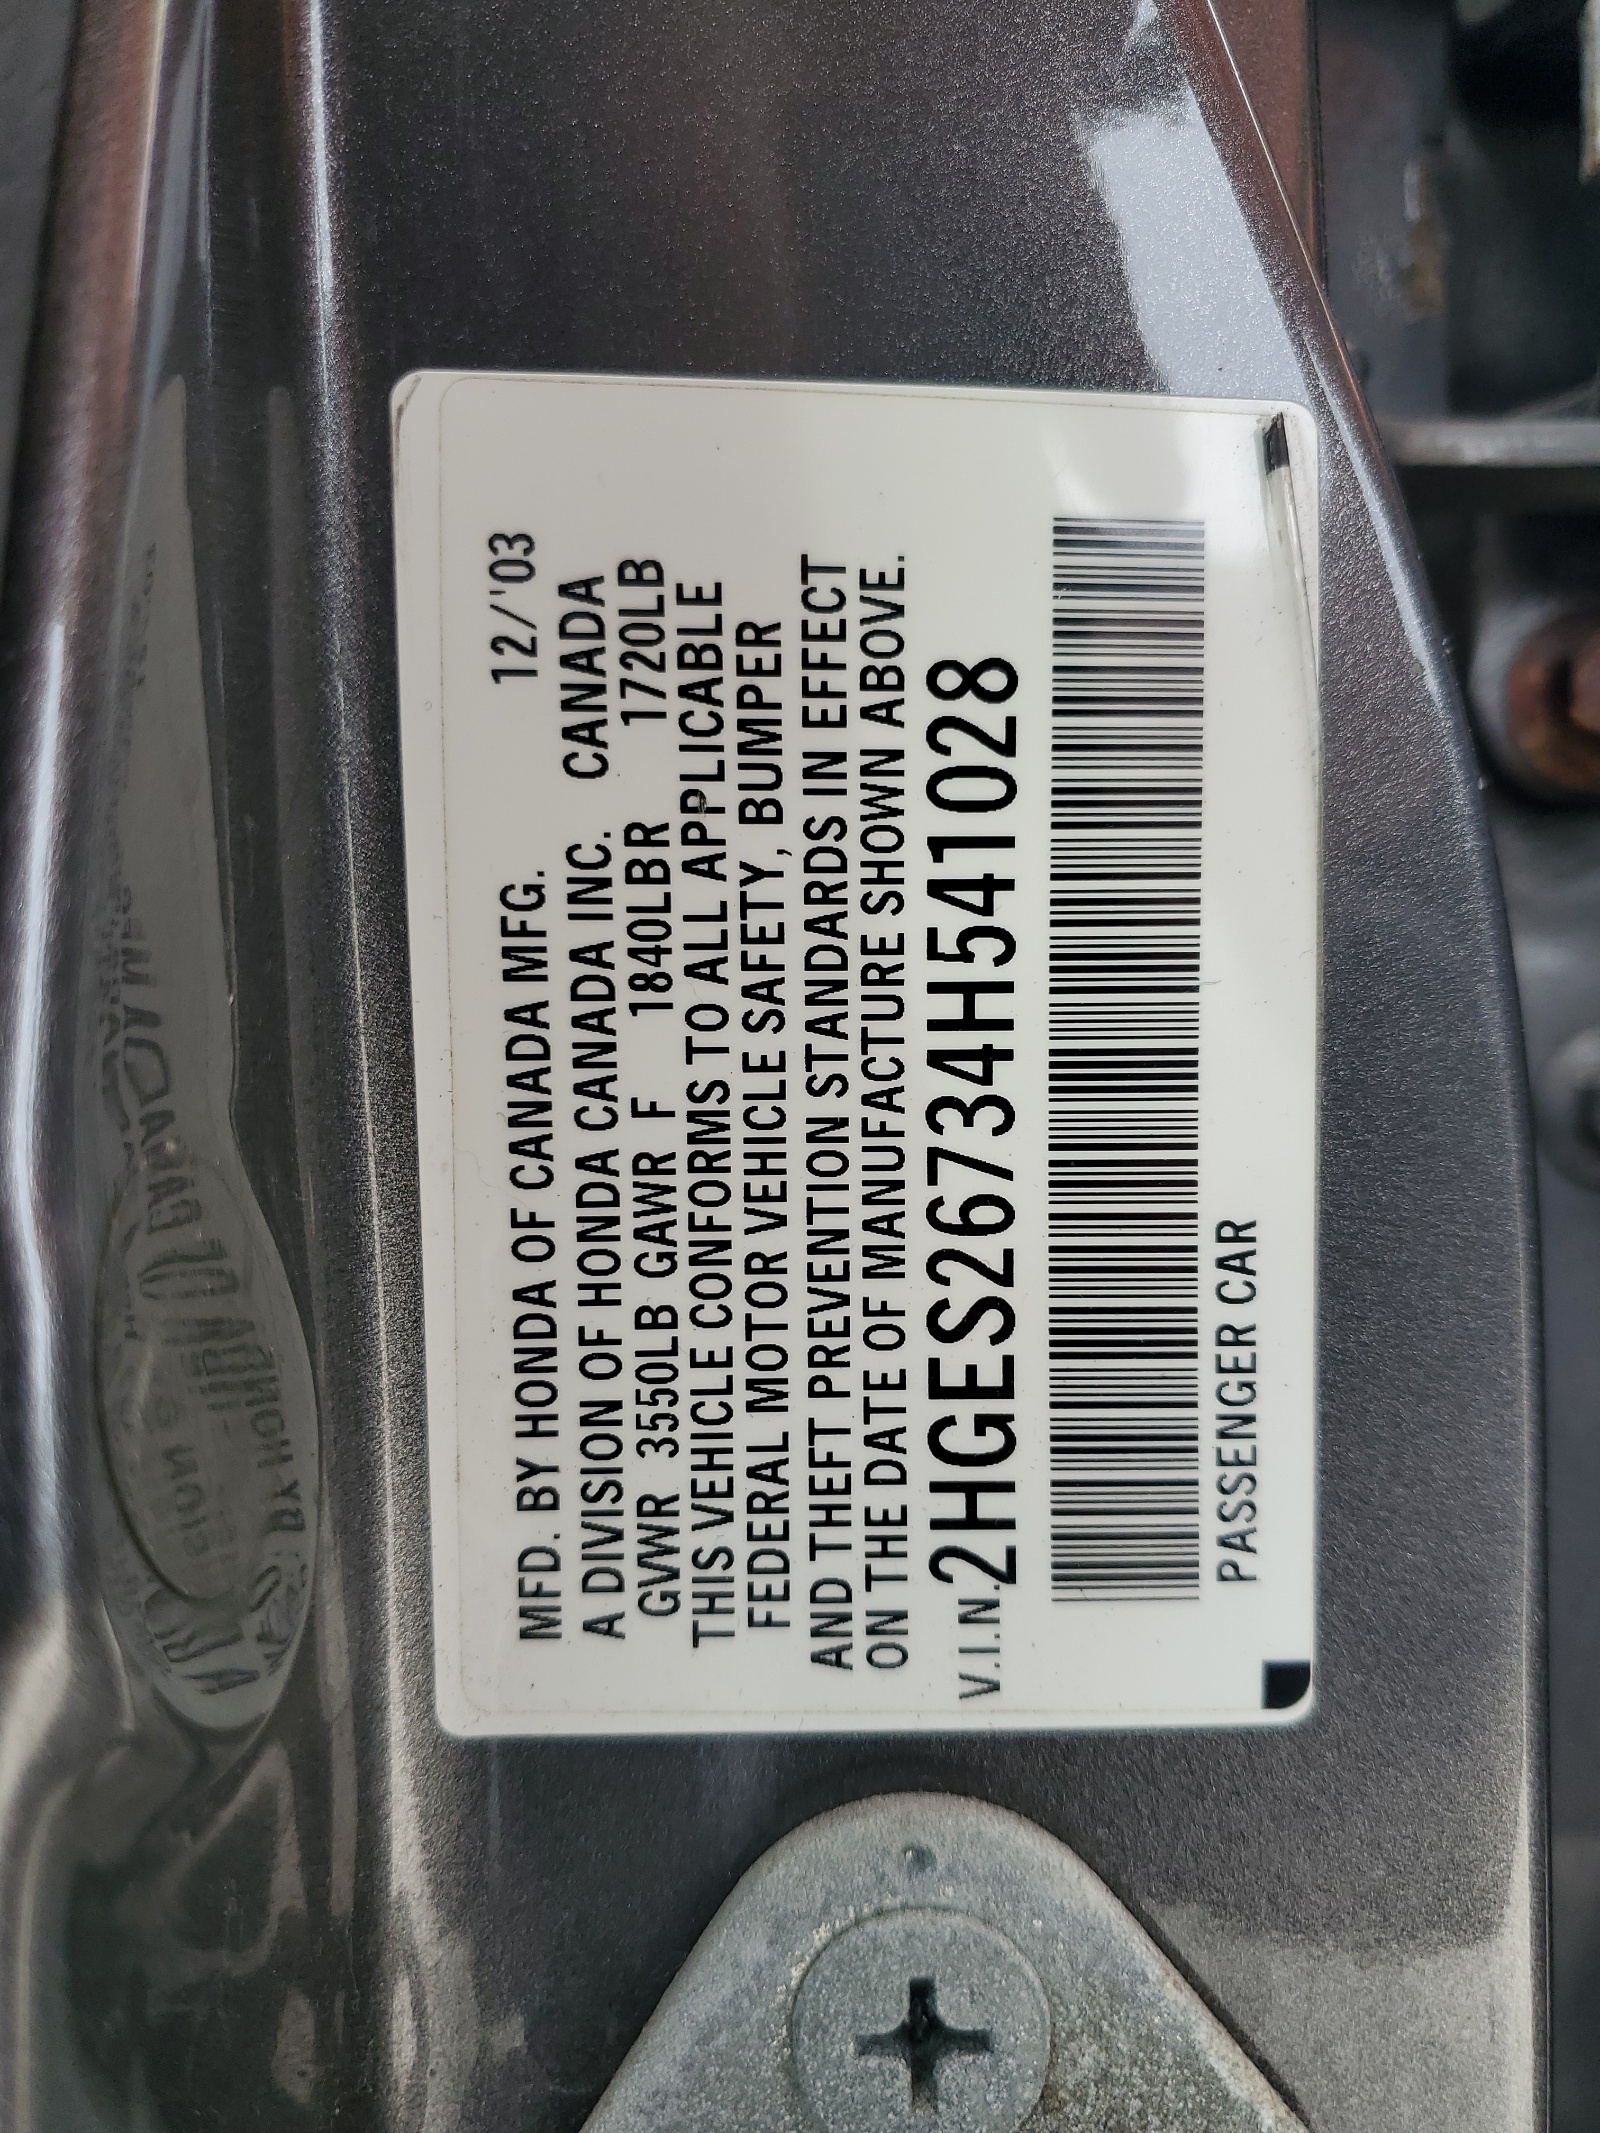 MFD. BY HONDA OF CANADA MFG. 12/'03
A DIVISION OF HONDA CANADA INC. CANADA
GVWR 3550LB GAWR F 1840LBR 1720LB
THIS VEHICLE CONFORMS TO ALL APPLICABLE
FEDERAL MOTOR VEHICLE SAFETY, BUMPER
AND THEFT PREVENTION STANDARDS IN EFFECT
ON THE DATE OF MANUFACTURE SHOWN ABOVE.
V.I.N. 2HGES26734H541028
PASSENGER CAR